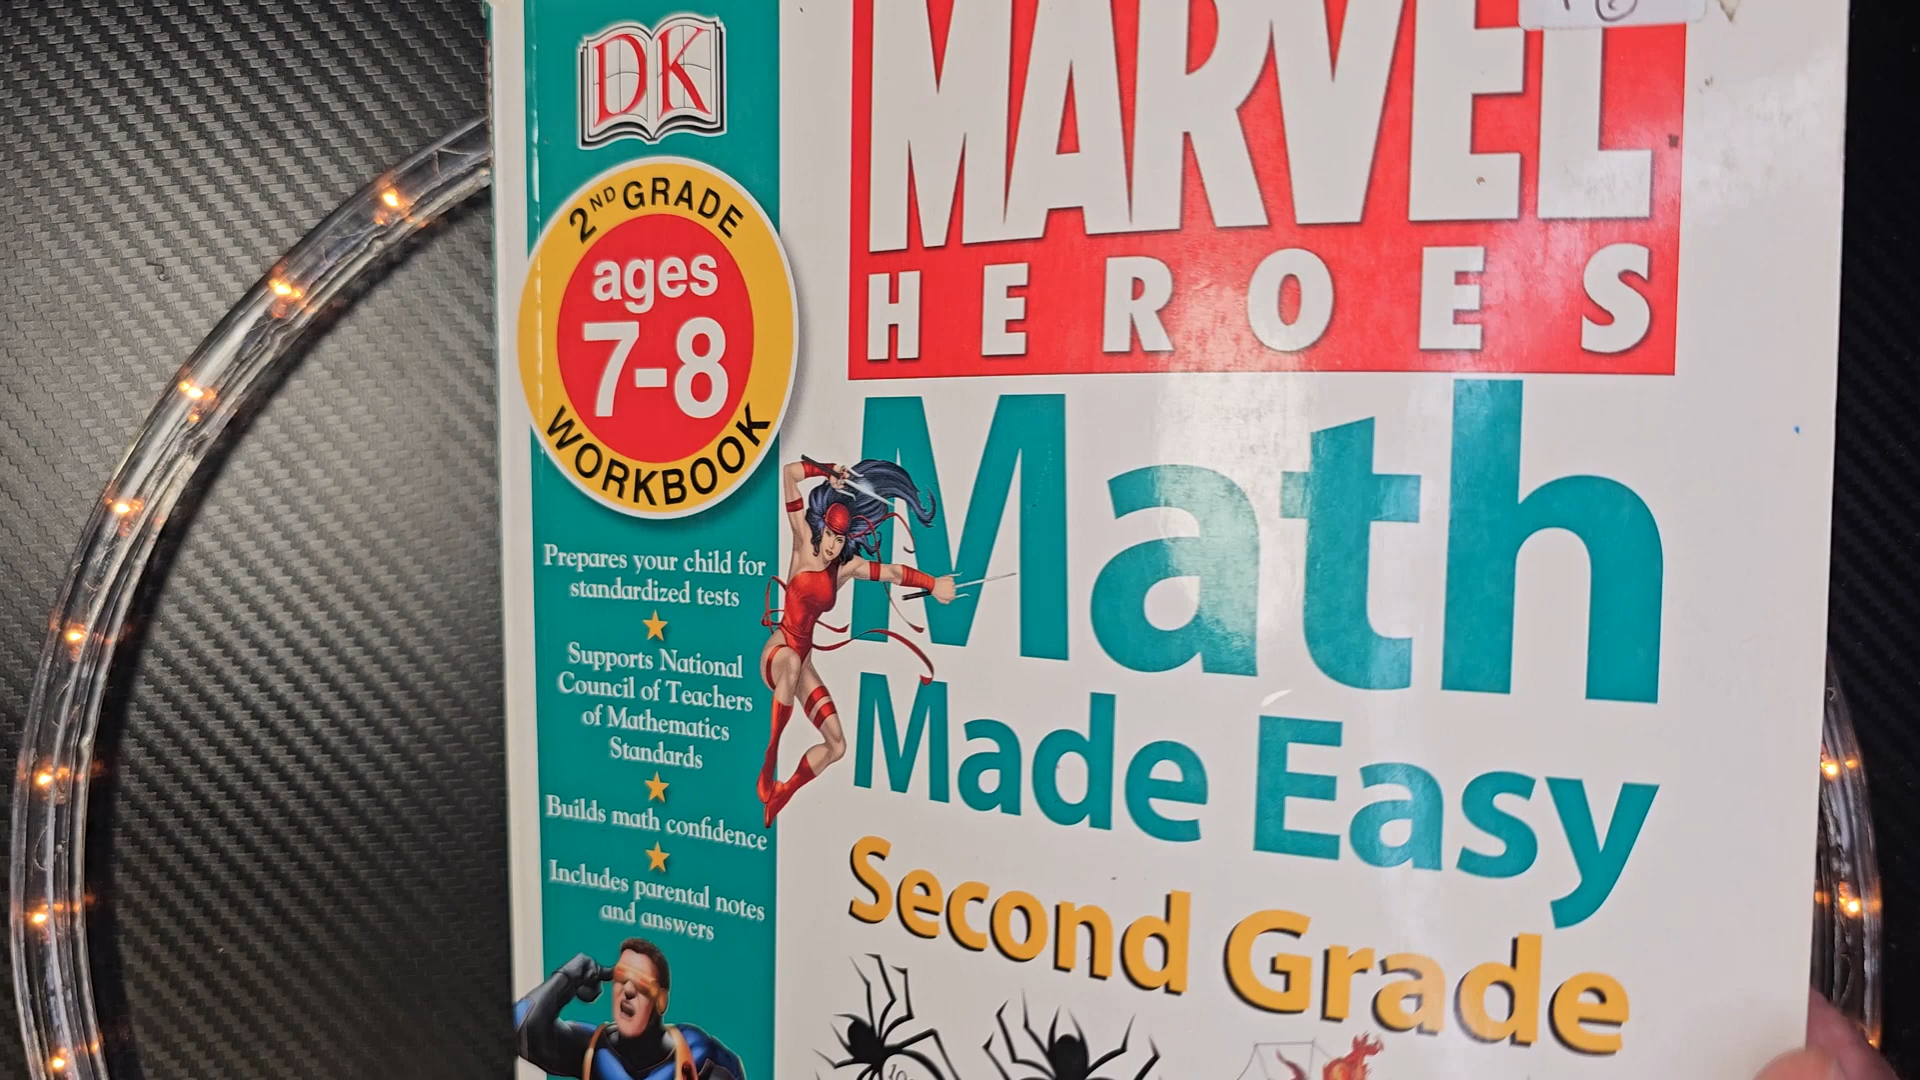 DK
2ND GRADE
ages
7-8
WORKBOOK
Prepares your child for
standardized tests
Supports National
Council of Teachers
of Mathematics
Standards
Builds math confidence
Includes parental notes
and answers
MARVEL
HEROES
Math
Made Easy
Second Grade